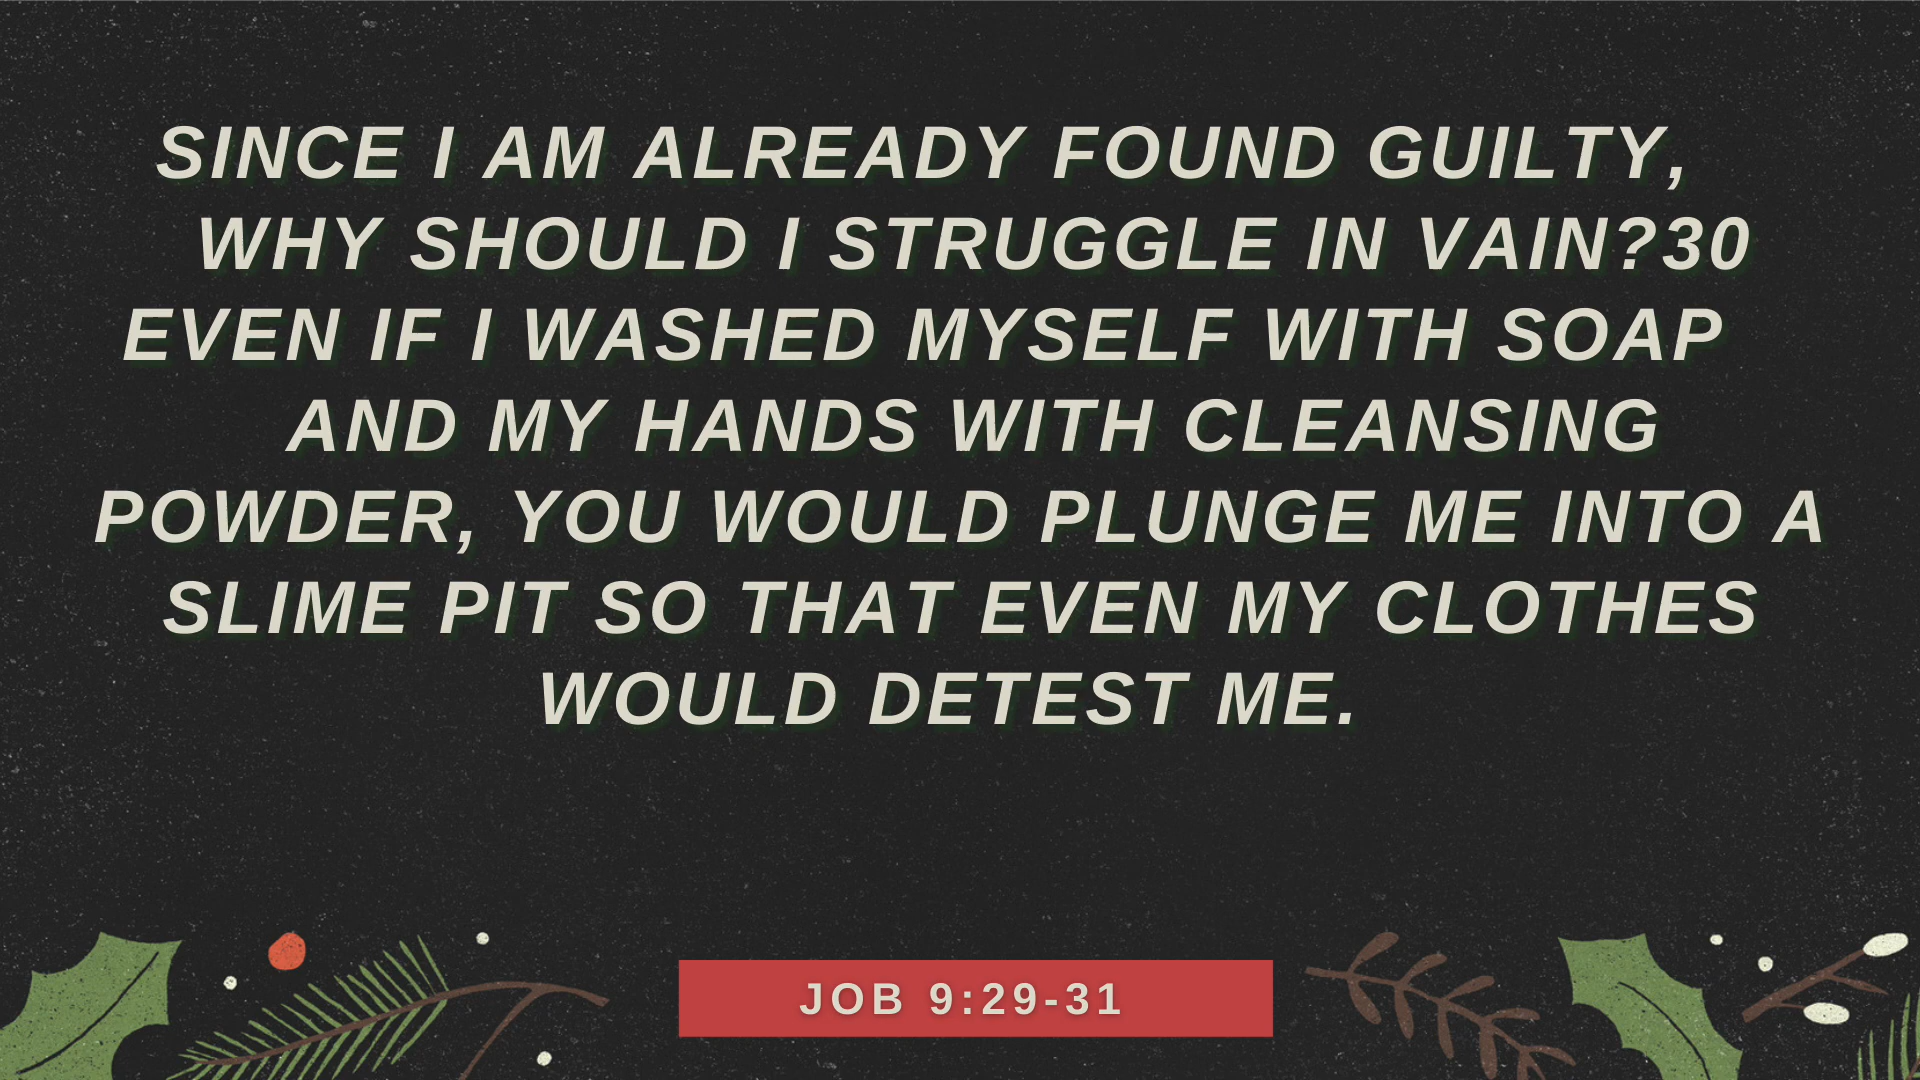 SINCE I AM ALREADY FOUND GUILTY,
WHY SHOULD I STRUGGLE IN VAIN?30
EVEN IF I WASHED MYSELF WITH SOAP
AND MY HANDS WITH CLEANSING
POWDER, YOU WOULD PLUNGE ME INTO A
SLIME PIT SO THAT EVEN MY CLOTHES
WOULD DETEST ME.
JOB 9:29-31